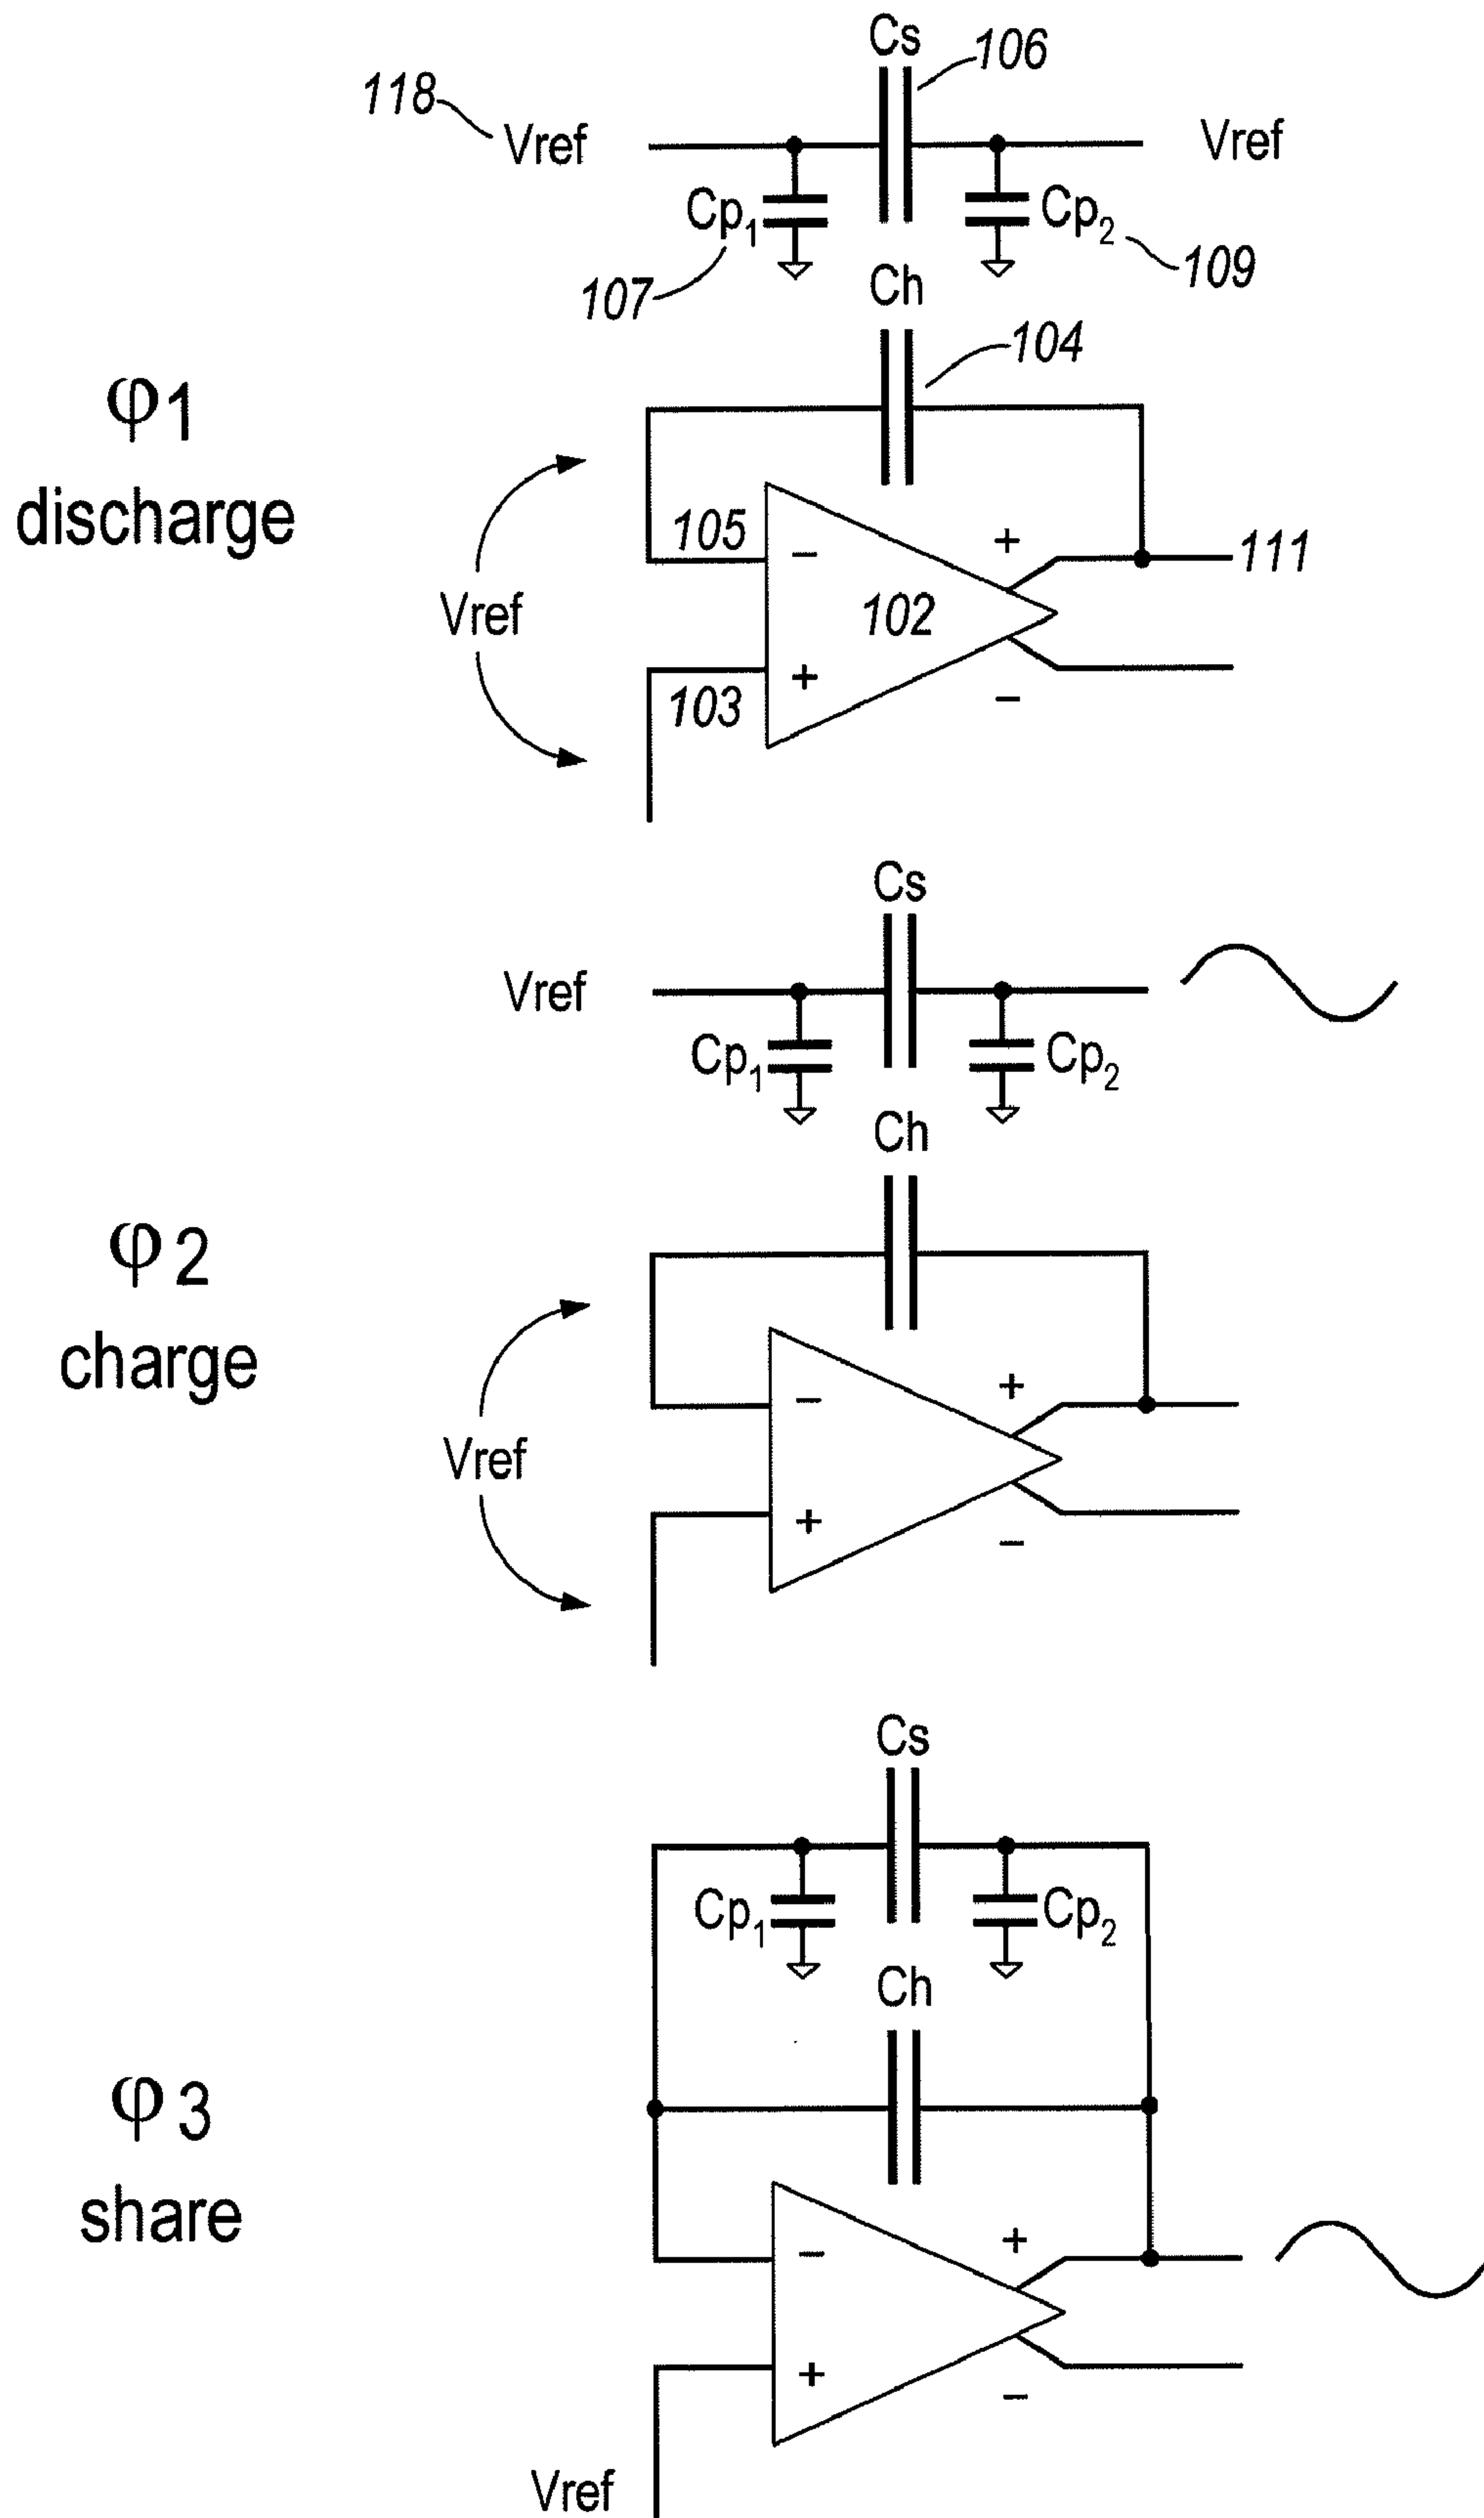 Cs
106
118
Vref
Vref
Cp1
Cp2
107
109
Ch
104
φ1
discharge
105
−
+
111
Vref
102
+
103
−
Cs
Vref
Cp1
Cp2
Ch
φ2
charge
−
+
Vref
+
−
Cs
Cp1
Cp2
Ch
φ3
share
−
+
+
−
Vref